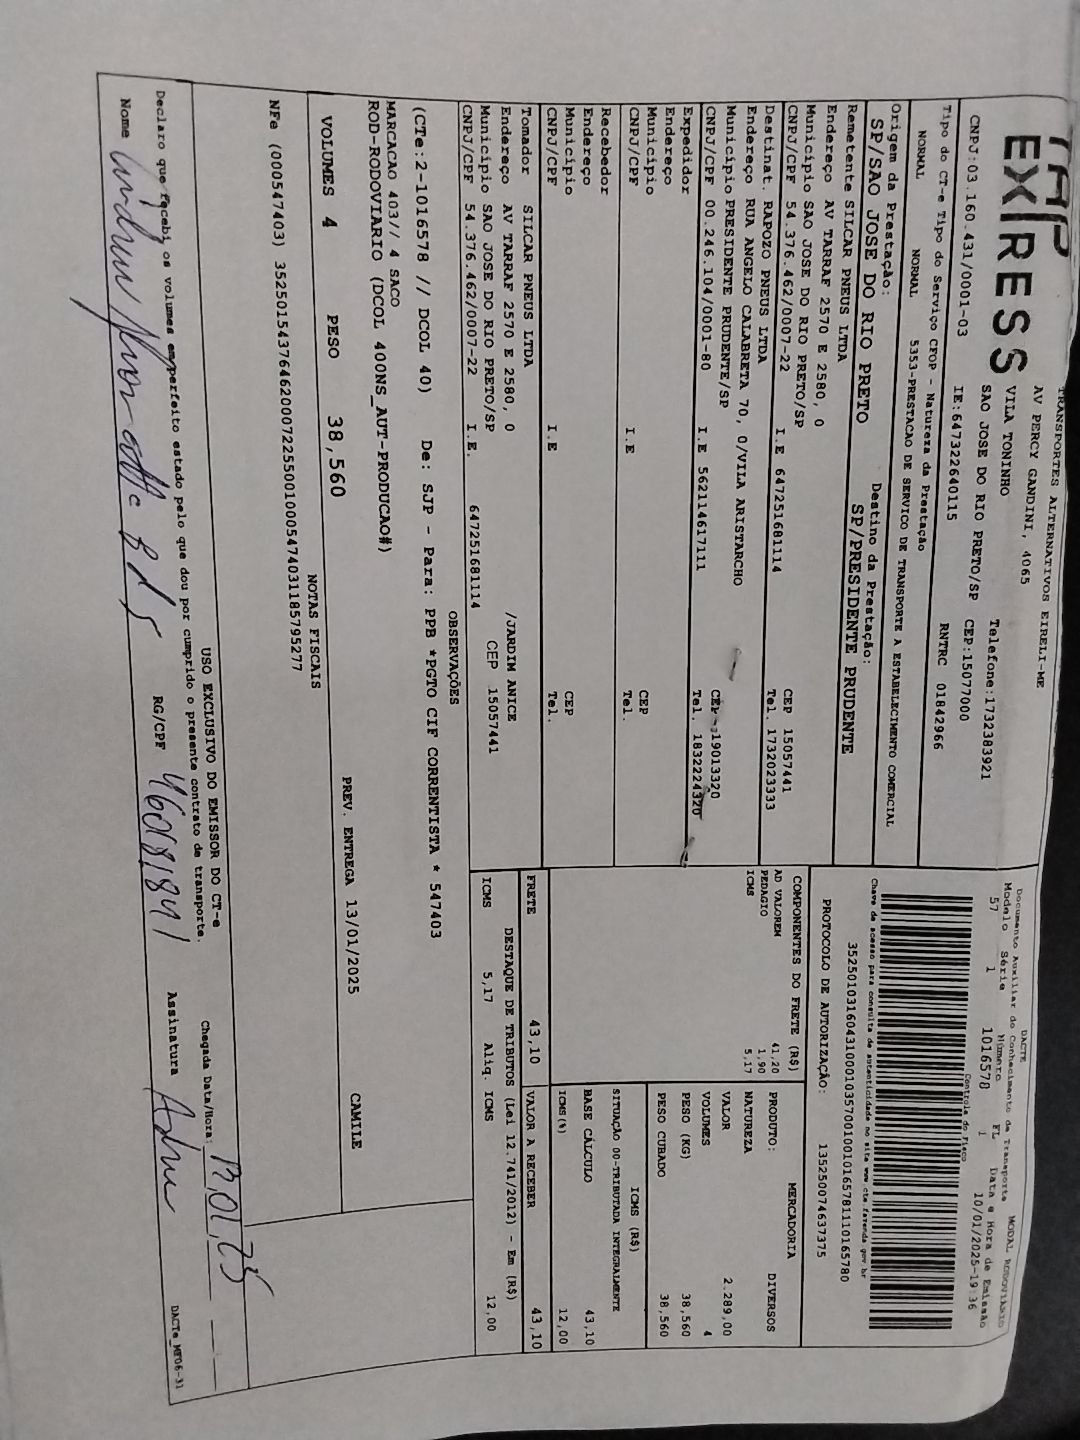 TAP
EXPRESS
TRANSPORTES ALTERNATIVOS EIRELI-ME
AV PERCY GANDINI, 4065
VILA TONINHO Telefone:1732383921
SAO JOSE DO RIO PRETO/SP CEP:15077000
CNPJ:03.160.431/0001-03 IE:647322640115 RNTRC 01842966
Tipo do CT-e Tipo do Serviço CFOP - Natureza da Prestação
NORMAL NORMAL 5353-PRESTACAO DE SERVICO DE TRANSPORTE A ESTABELECIMENTO COMERCIAL
Origem da Prestação: Destino da Prestação:
SP/SAO JOSE DO RIO PRETO SP/PRESIDENTE PRUDENTE
Remetente SILCAR PNEUS LTDA
Endereço AV TARRAF 2570 E 2580, 0
Município SAO JOSE DO RIO PRETO/SP CEP 15057441
CNPJ/CPF 54.376.462/0007-22 I.E 647251681114 Tel. 1732023333
Destinat. RAPOZO PNEUS LTDA
Endereço RUA ANGELO CALABRETA 70, 0/VILA ARISTARCHO
Município PRESIDENTE PRUDENTE/SP CEP 19013320
CNPJ/CPF 00.246.104/0001-80 I.E 562114617111 Tel. 1832224320
Expedidor
Endereço
Município CEP
CNPJ/CPF I.E Tel.
Recebedor
Endereço
Município CEP
CNPJ/CPF I.E Tel.
Tomador SILCAR PNEUS LTDA
Endereço AV TARRAF 2570 E 2580, 0 /JARDIM ANICE
Município SAO JOSE DO RIO PRETO/SP CEP 15057441
CNPJ/CPF 54.376.462/0007-22 I.E. 647251681114
DACTE MODAL RODOVIÁRIO
Documento Auxiliar do Conhecimento de Transporte
Modelo Série Número FL Data e Hora de Emissão
57 1 1016578 1 10/01/2025-19:36
Controle do Fisco
Chave de acesso para consulta de autenticidade no site www.cte.fazenda.gov.br
35250103160431000103570010010165781110165780
PROTOCOLO DE AUTORIZAÇÃO: 135250074637375
COMPONENTES DO FRETE (R$)
AD VALOREM 41,20
PEDAGIO 1,90
ICMS 5,17
MERCADORIA
PRODUTO: DIVERSOS
NATUREZA
VALOR 2.289,00
VOLUMES 4
PESO (KG) 38,560
PESO CUBADO 38,560
ICMS (R$)
SITUAÇÃO 00-TRIBUTADA INTEGRALMENTE
BASE CÁLCULO 43,10
ICMS (%) 12,00
FRETE 43,10 VALOR A RECEBER 43,10
DESTAQUE DE TRIBUTOS (Lei 12.741/2012) - Em (R$)
ICMS 5,17 Aliq. ICMS 12,00
OBSERVAÇÕES
(CTe:2-1016578 // DCOL 40) De: SJP - Para: PPB *PGTO CIF CORRENTISTA * 547403
MARCACAO 403// 4 SACO
ROD-RODOVIARIO (DCOL 400NS_AUT-PRODUCAO#)
VOLUMES 4 PESO 38,560 PREV. ENTREGA 13/01/2025 CAMILE
NOTAS FISCAIS
NFe (000547403) 35250154376462000722550010005474031185795277
USO EXCLUSIVO DO EMISSOR DO CT-e
Declaro que recebi os volumes em perfeito estado pelo que dou por cumprido o presente contrato de transporte.
Chegada Data/Hora: 13,01,25
Nome RG/CPF Assinatura
DACTe_MF06-31